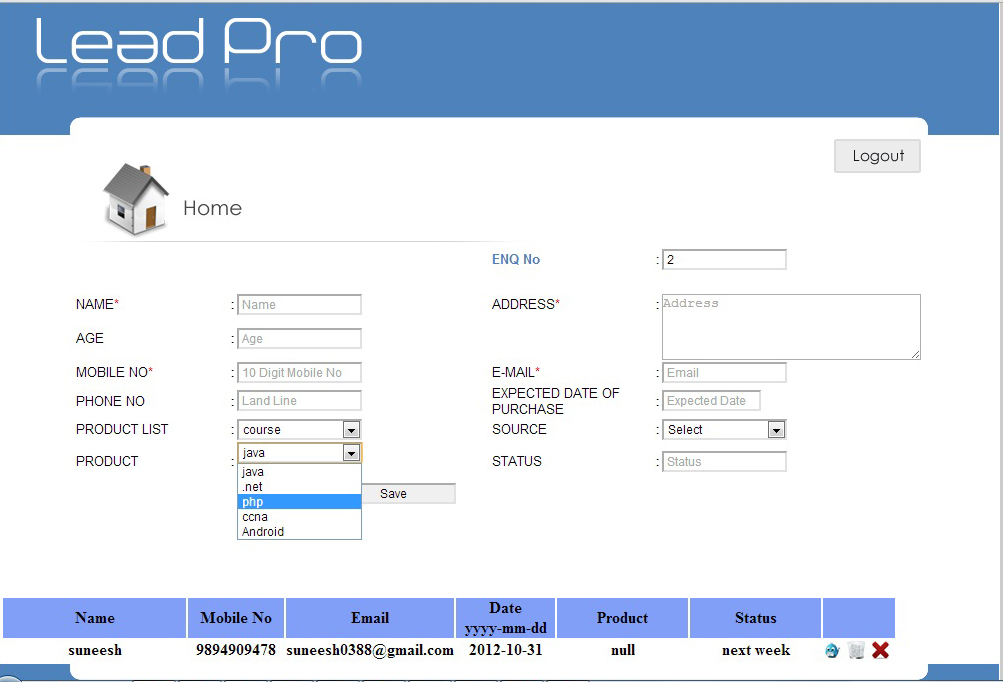 Lead Pro
Logout
Home
ENQ No : 2
NAME* : Name
ADDRESS* : Address
AGE : Age
MOBILE NO* : 10 Digit Mobile No
E-MAIL* : Email
PHONE NO : Land Line
EXPECTED DATE OF
PURCHASE : Expected Date
PRODUCT LIST : course
SOURCE : Select
PRODUCT : java
STATUS : Status
java
.net
php
ccna
Android
Save
Name Mobile No Email Date Product Status
yyyy-mm-dd
suneesh 9894909478 suneesh0388@gmail.com 2012-10-31 null next week